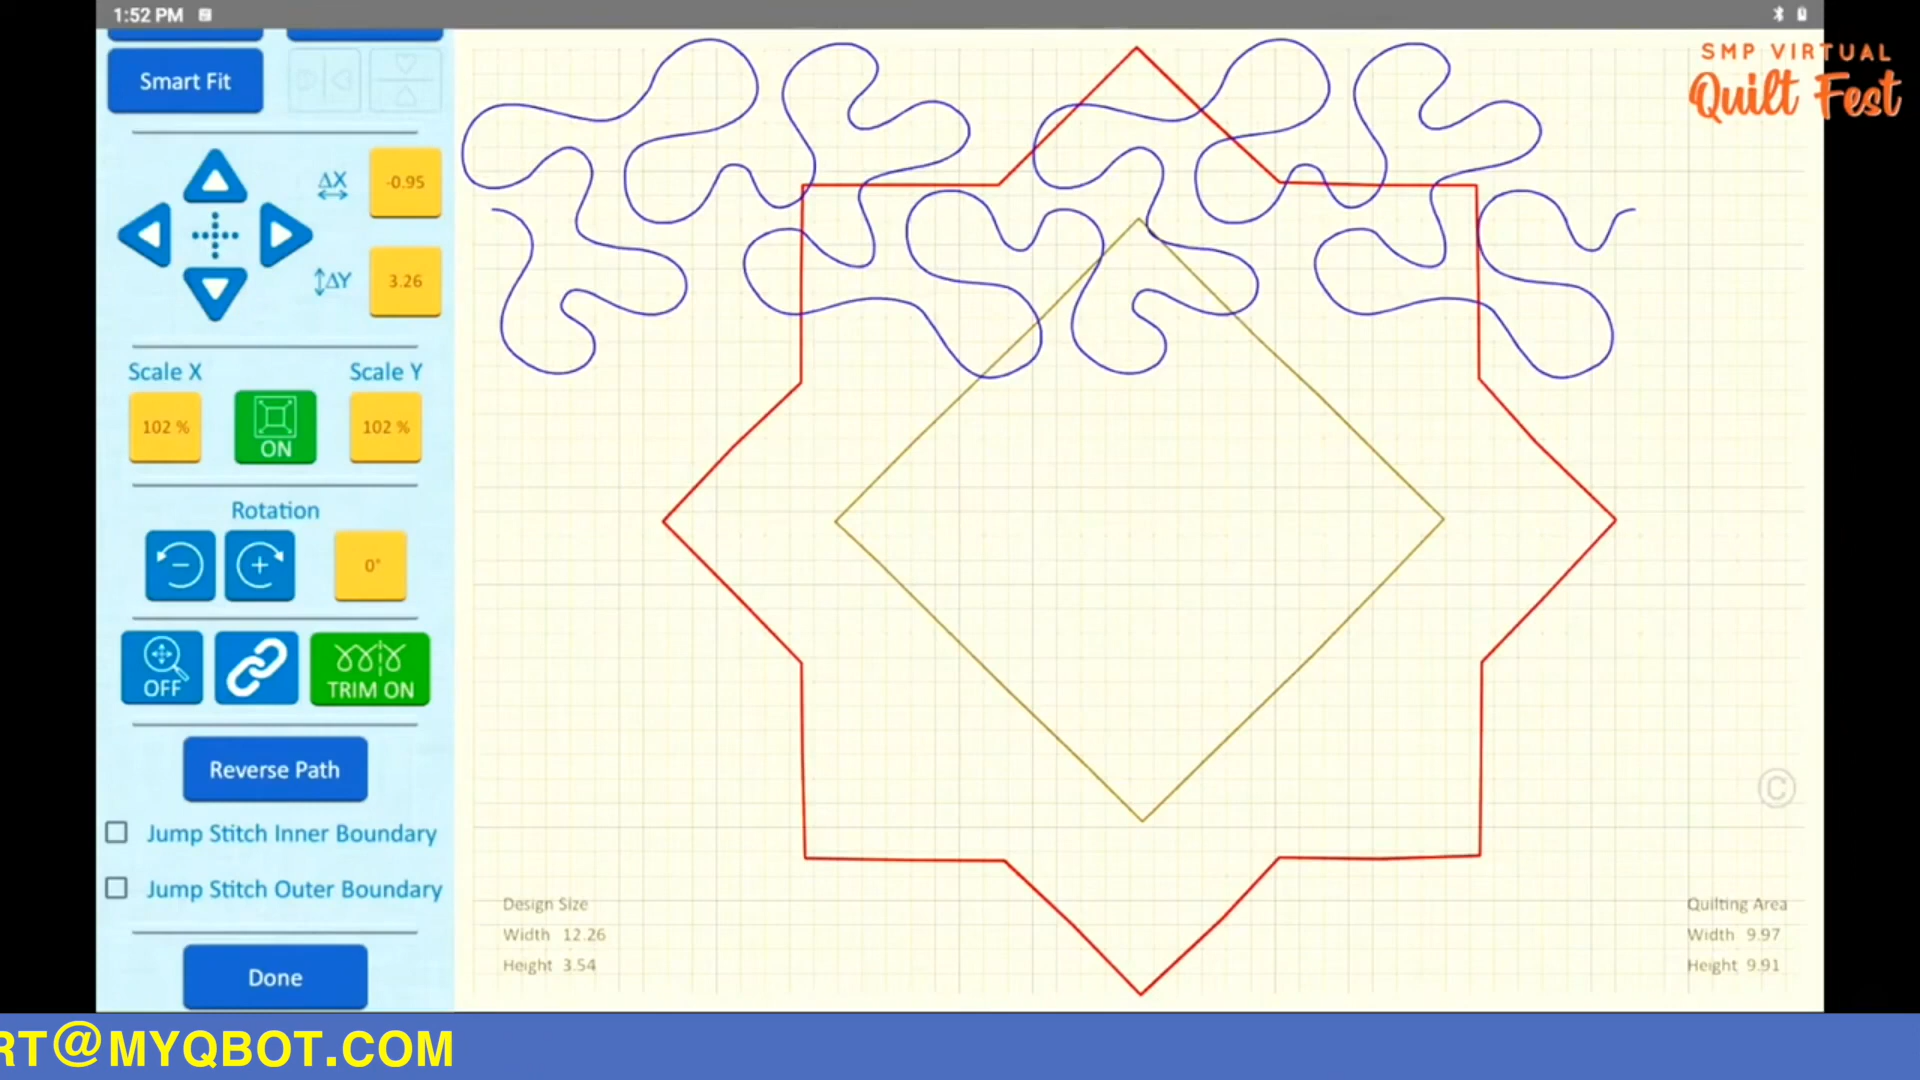 1:52 PM
SMP VIRTUAL
Quilt Fest
Smart Fit
ΔX
-0.95
ΔY
3.26
Scale X
Scale Y
102 %
ON
102 %
Rotation
0°
OFF
TRIM ON
Reverse Path
Jump Stitch Inner Boundary
Jump Stitch Outer Boundary
Done
Design Size
Width 12.26
Height 3.54
Quilting Area
Width 9.97
Height 9.91
©
RT@MYQBOT.COM